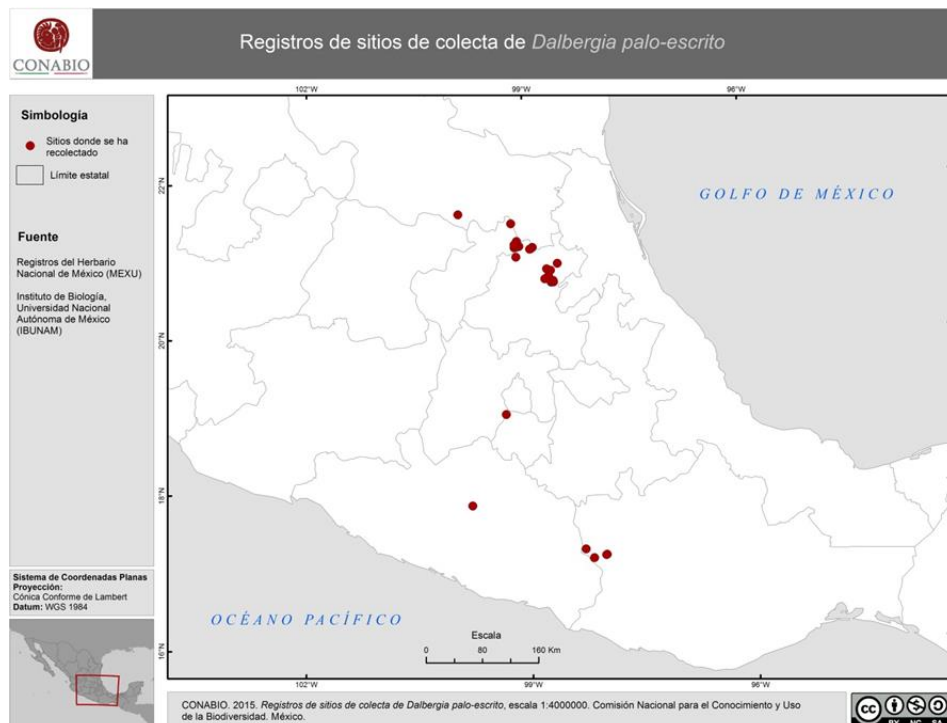 CONABIO
Registros de sitios de colecta de Dalbergia palo-escrito
Simbología
Sitios donde se ha
recolectado
Límite estatal
Fuente
Registros del Herbario
Nacional de México (MEXU)
Instituto de Biología,
Universidad Nacional
Autónoma de México
(IBUNAM)
Sistema de Coordenadas Planas
Proyección:
Cónica Conforme de Lambert
Datum: WGS 1984
102°W
99°W
96°W
22°N
20°N
18°N
16°N
GOLFO DE MÉXICO
OCÉANO PACÍFICO
Escala
0 80 160 Km
102°W
99°W
96°W
CONABIO. 2015. Registros de sitios de colecta de Dalbergia palo-escrito, escala 1:4000000. Comisión Nacional para el Conocimiento y Uso
de la Biodiversidad. México.
cc